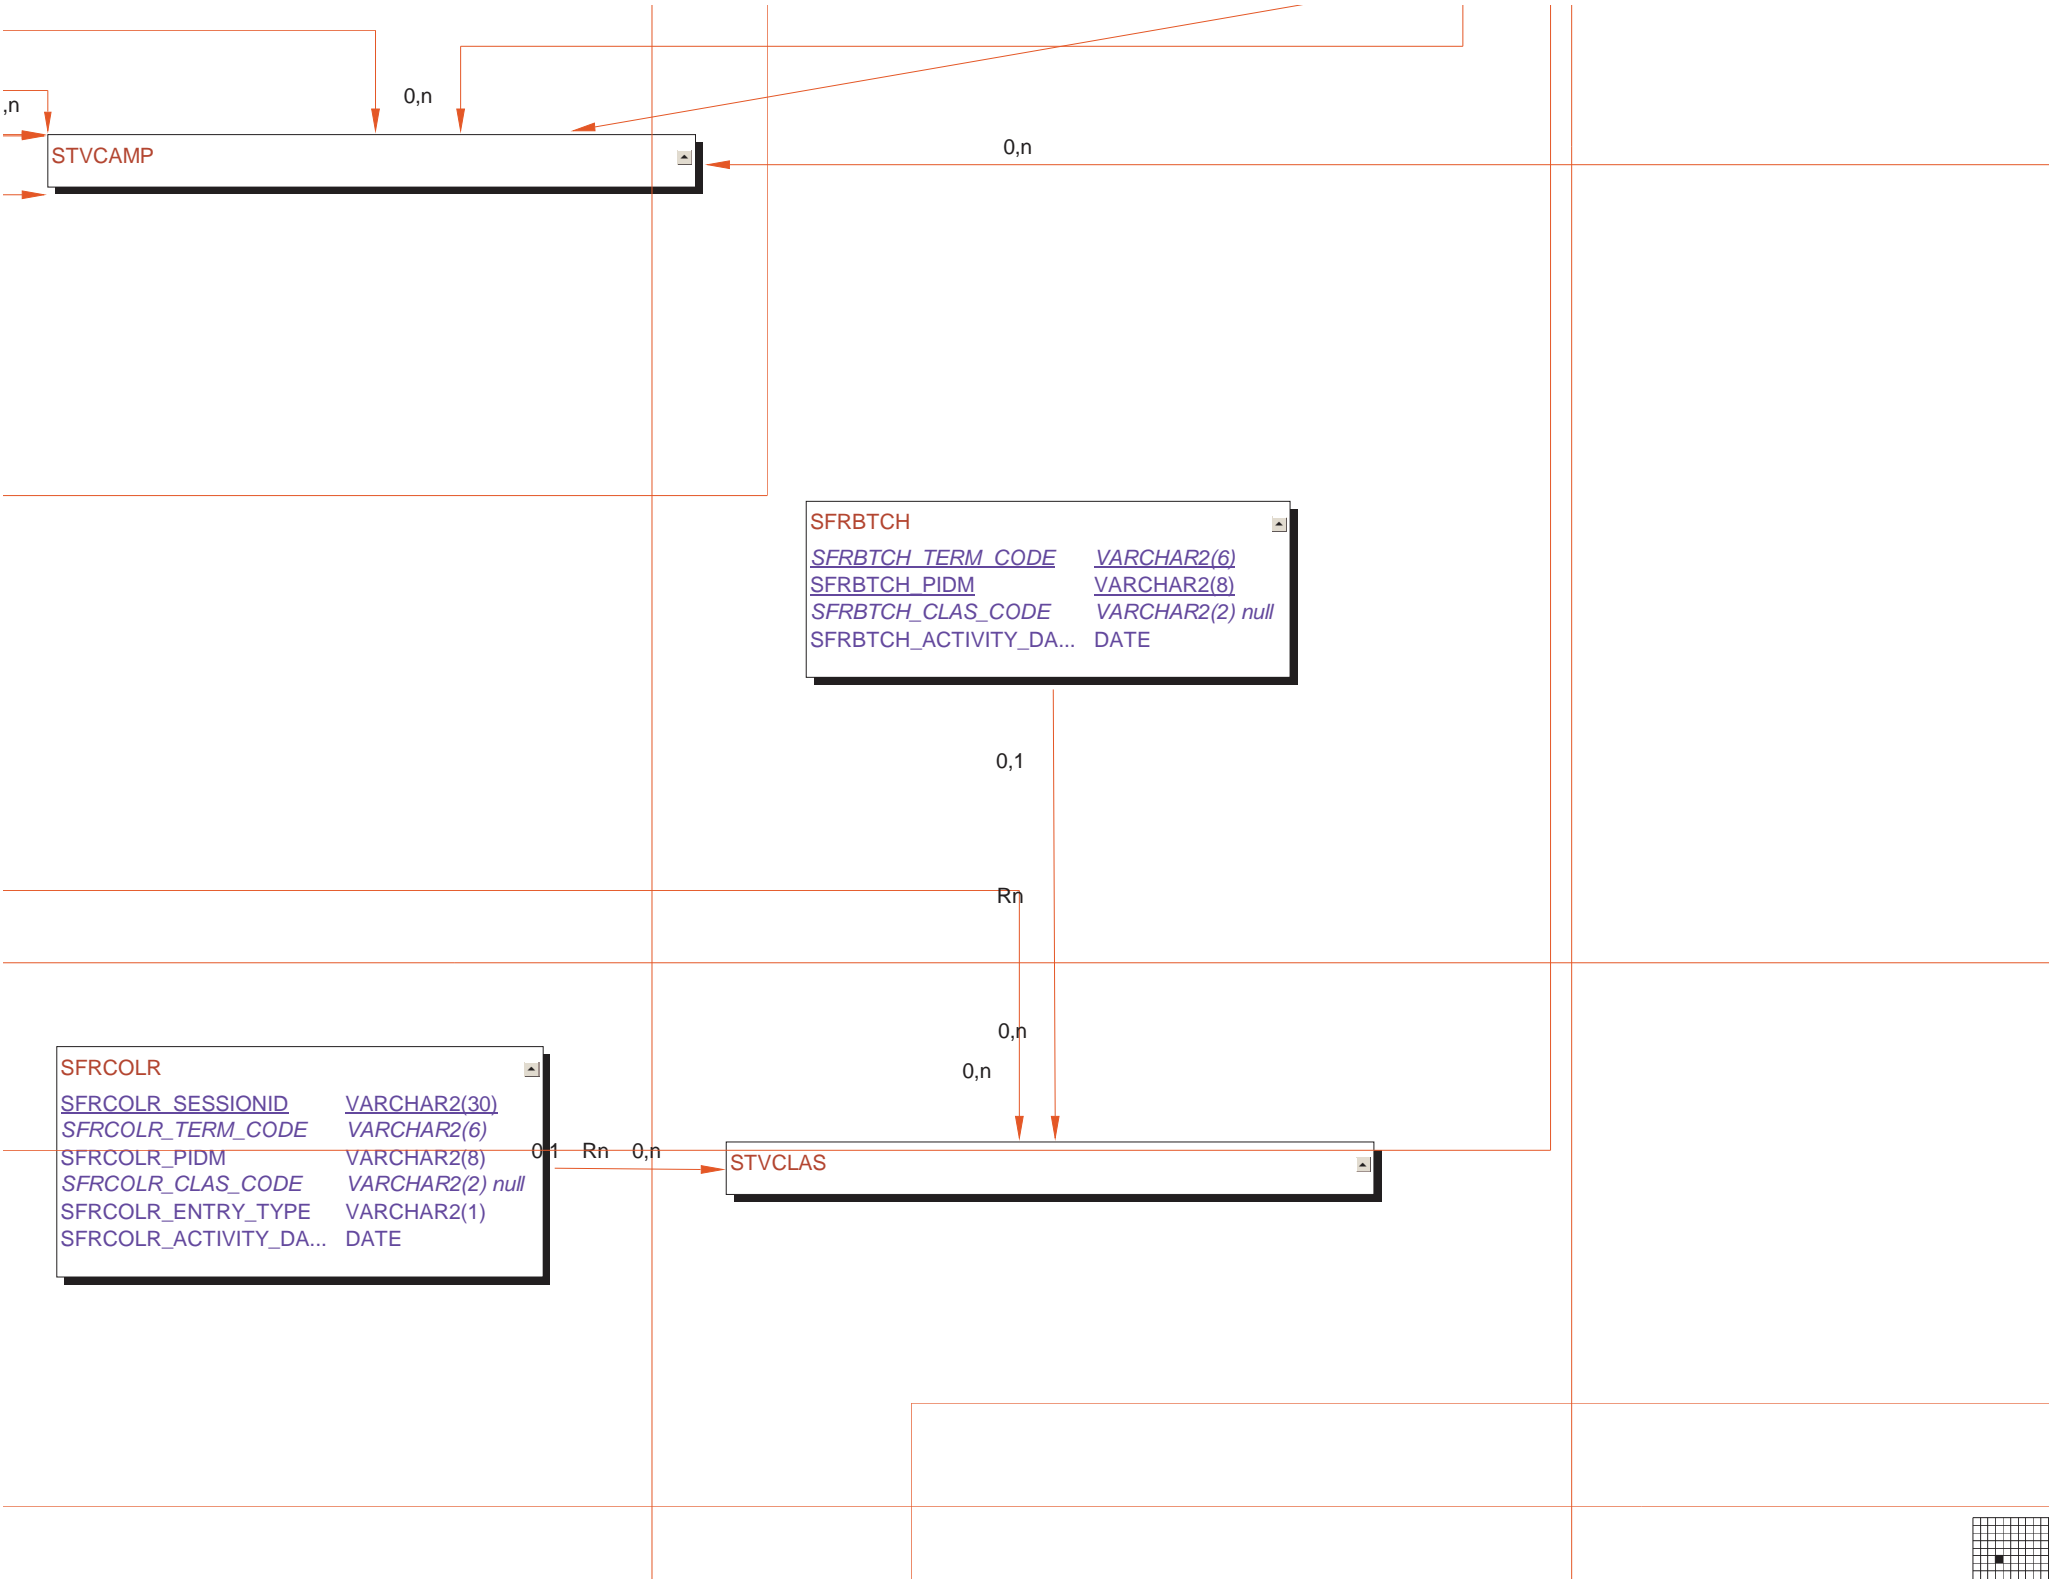 0,n
,n
STVCAMP
0,n
SFRBTCH
SFRBTCH_TERM_CODE VARCHAR2(6)
SFRBTCH_PIDM VARCHAR2(8)
SFRBTCH_CLAS_CODE VARCHAR2(2) null
SFRBTCH_ACTIVITY_DA... DATE
0,1
Rn
0,n
0,n
SFRCOLR
SFRCOLR_SESSIONID VARCHAR2(30)
SFRCOLR_TERM_CODE VARCHAR2(6)
SFRCOLR_PIDM VARCHAR2(8)
SFRCOLR_CLAS_CODE VARCHAR2(2) null
SFRCOLR_ENTRY_TYPE VARCHAR2(1)
SFRCOLR_ACTIVITY_DA... DATE
0,1 Rn 0,n
STVCLAS